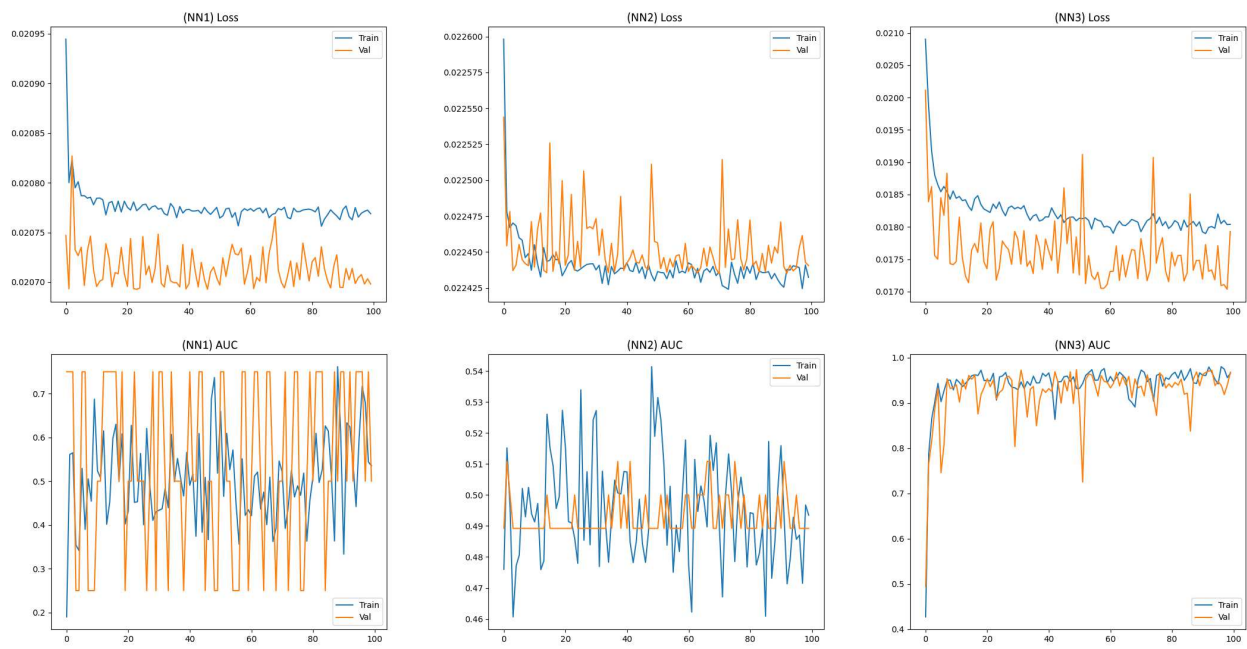 (NN1) Loss
0.02095
0.02090
0.02085
0.02080
0.02075
0.02070
Train
Val
0 20 40 60 80 100
(NN2) Loss
0.022600
0.022575
0.022550
0.022525
0.022500
0.022475
0.022450
0.022425
Train
Val
0 20 40 60 80 100
(NN3) Loss
0.0210
0.0205
0.0200
0.0195
0.0190
0.0185
0.0180
0.0175
0.0170
Train
Val
0 20 40 60 80 100
(NN1) AUC
0.7
0.6
0.5
0.4
0.3
0.2
Train
Val
0 20 40 60 80 100
(NN2) AUC
0.54
0.53
0.52
0.51
0.50
0.49
0.48
0.47
0.46
Train
Val
0 20 40 60 80 100
(NN3) AUC
1.0
0.9
0.8
0.7
0.6
0.5
0.4
Train
Val
0 20 40 60 80 100